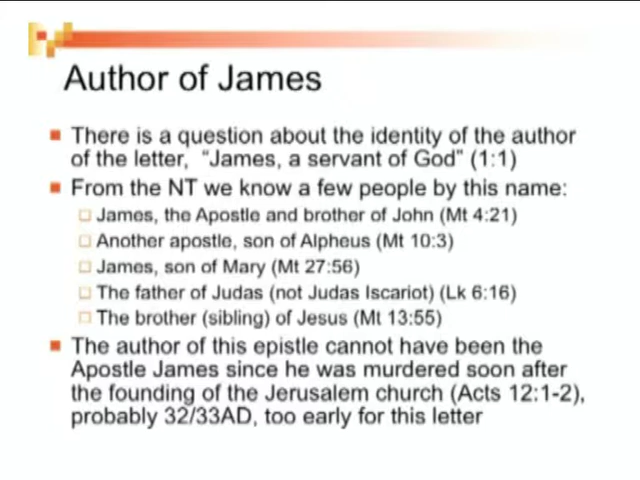 Author of James
There is a question about the identity of the author
of the letter, "James, a servant of God" (1:1)
From the NT we know a few people by this name:
James, the Apostle and brother of John (Mt 4:21)
Another apostle, son of Alpheus (Mt 10:3)
James, son of Mary (Mt 27:56)
The father of Judas (not Judas Iscariot) (Lk 6:16)
The brother (sibling) of Jesus (Mt 13:55)
The author of this epistle cannot have been the
Apostle James since he was murdered soon after
the founding of the Jerusalem church (Acts 12:1-2),
probably 32/33AD, too early for this letter